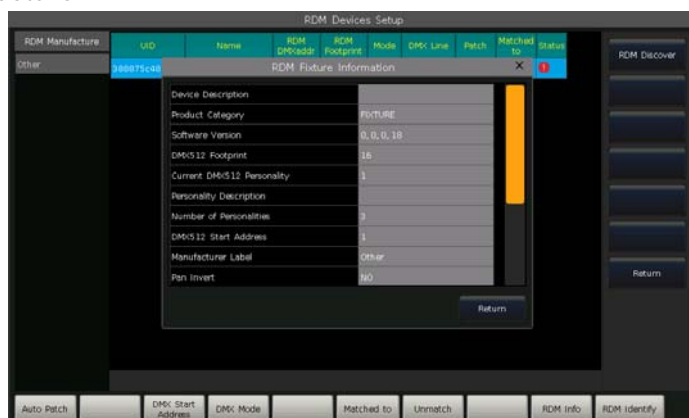 RDM Devices Setup
RDM Manufacture
UID
Name
RDM DMXaddr
RDM Footprint
Mode
DMX Line
Patch
Matched to
Status
RDM Discover
Other
380875c40
RDM Fixture Information
X
Device Description
Product Category FIXTURE
Software Version 0, 0, 0, 18
DMX512 Footprint 16
Current DMX512 Personality 1
Personality Description
Number of Personalities 3
DMX512 Start Address 1
Manufacturer Label Other
Pan Invert NO
Return
Return
Auto Patch
DMX Start Address
DMX Mode
Matched to
Unmatch
RDM Info
RDM Identify